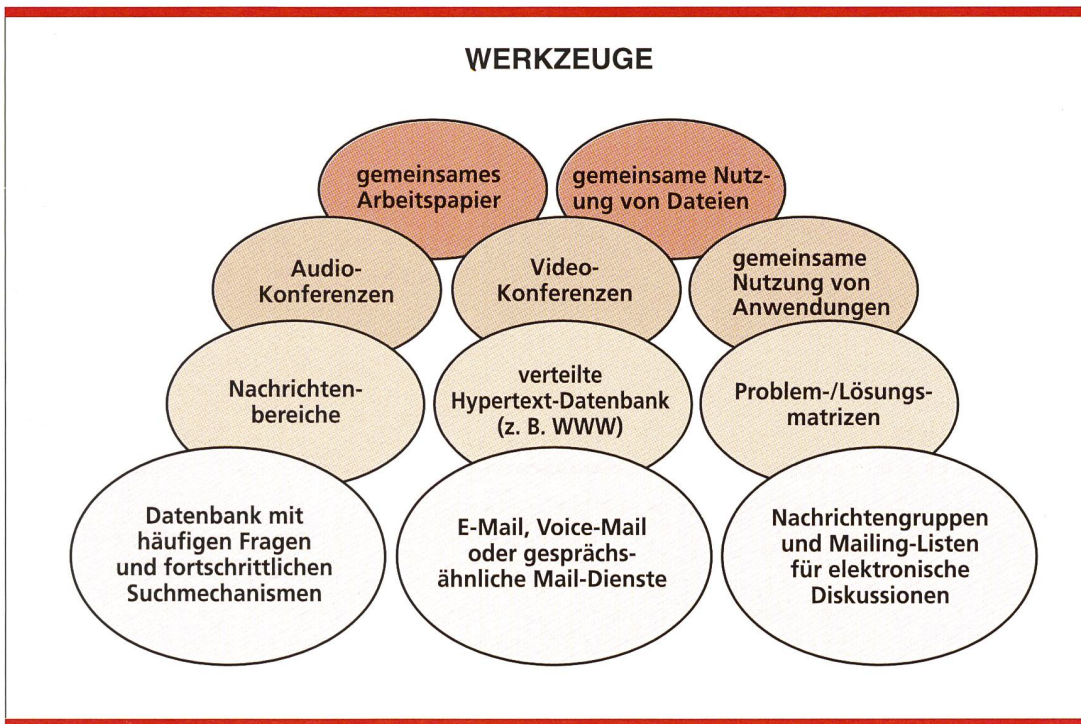 WERKZEUGE
gemeinsames
Arbeitspapier
gemeinsame Nutz-
ung von Dateien
Audio-
Konferenzen
Video-
Konferenzen
gemeinsame
Nutzung von
Anwendungen
Nachrichten-
bereiche
verteilte
Hypertext-Datenbank
(z. B. WWW)
Problem-/Lösungs-
matrizen
Datenbank mit
häufigen Fragen
und fortschrittlichen
Suchmechanismen
E-Mail, Voice-Mail
oder gesprächs-
ähnliche Mail-Dienste
Nachrichtengruppen
und Mailing-Listen
für elektronische
Diskussionen